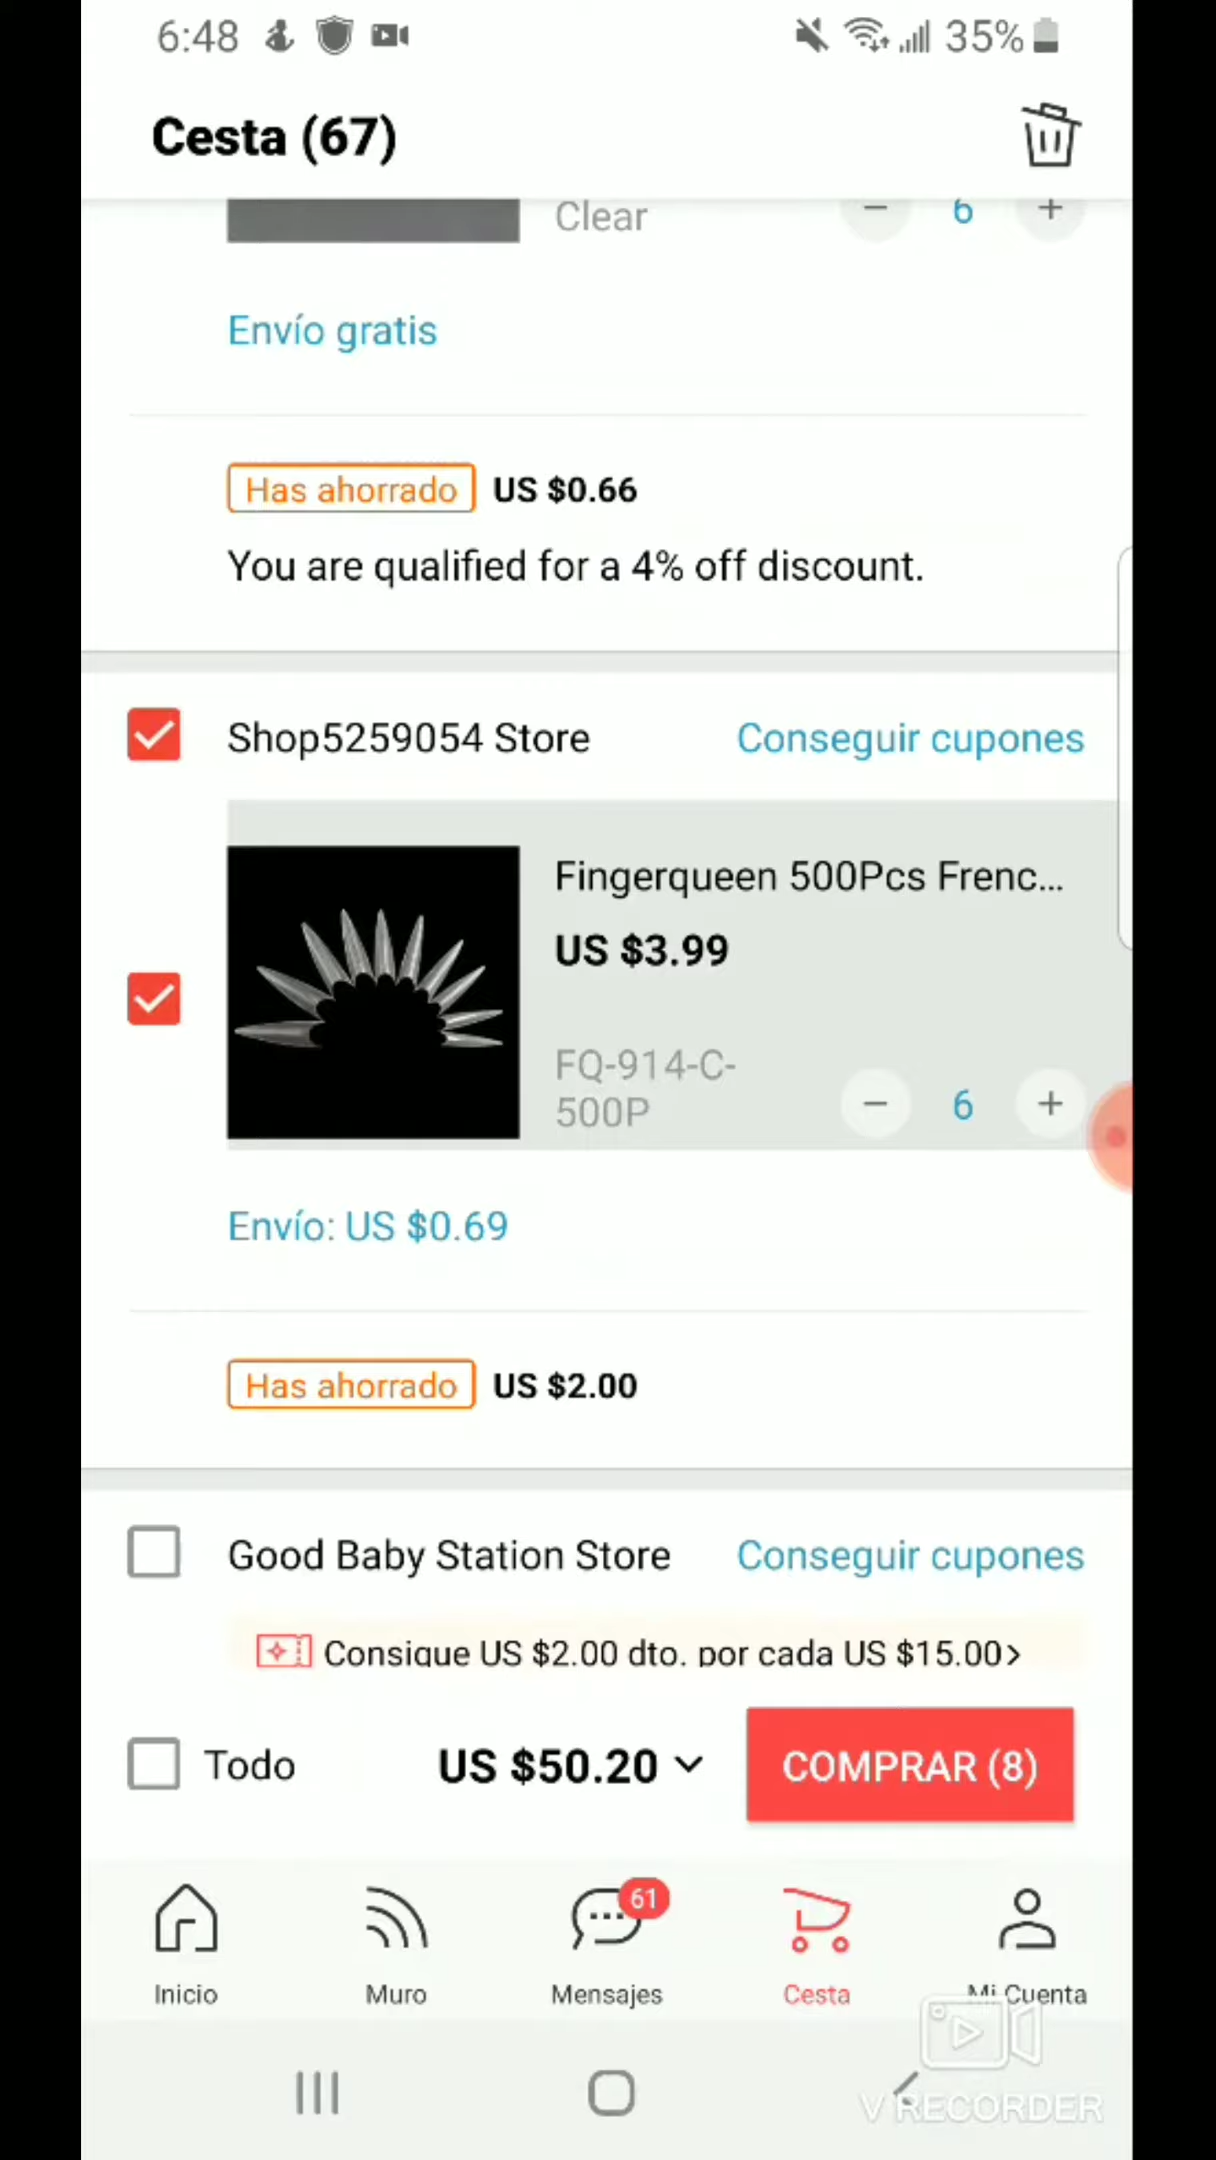 6:48
35%
Cesta (67)
Clear
6
Envío gratis
Has ahorrado US $0.66
You are qualified for a 4% off discount.
Shop5259054 Store Conseguir cupones
Fingerqueen 500Pcs Frenc...
US $3.99
FQ-914-C-
500P
6
Envío: US $0.69
Has ahorrado US $2.00
Good Baby Station Store Conseguir cupones
Consigue US $2.00 dto. por cada US $15.00>
Todo US $50.20 COMPRAR (8)
61
Inicio Muro Mensajes Cesta Mi Cuenta
V RECORDER